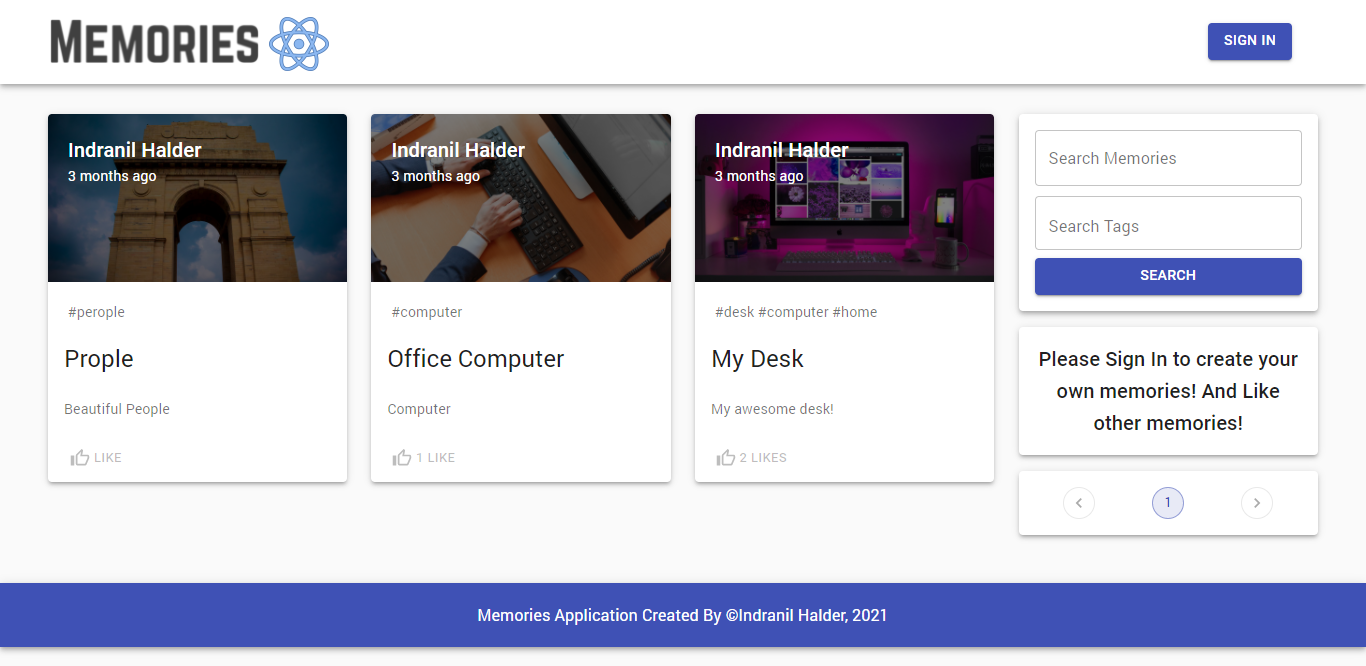 MEMORIES
SIGN IN
Indranil Halder
3 months ago
#perople
Prople
Beautiful People
LIKE
Indranil Halder
3 months ago
#computer
Office Computer
Computer
1 LIKE
Indranil Halder
3 months ago
#desk #computer #home
My Desk
My awesome desk!
2 LIKES
Search Memories
Search Tags
SEARCH
Please Sign In to create your
own memories! And Like
other memories!
1
Memories Application Created By ©Indranil Halder, 2021